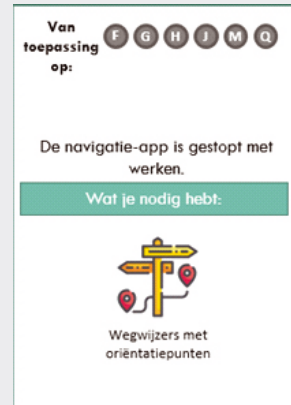 Van
toepassing
op:
F G H J M Q
De navigatie-app is gestopt met
werken.
Wat je nodig hebt:
Wegwijzers met
oriëntatiepunten